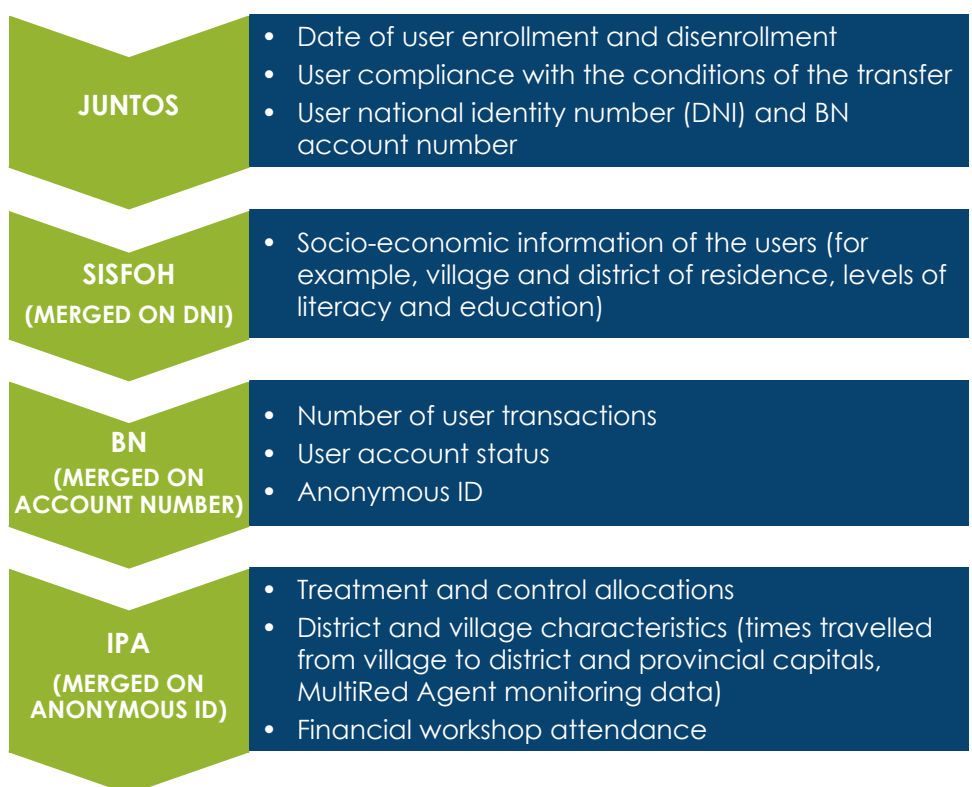 JUNTOS
• Date of user enrollment and disenrollment
• User compliance with the conditions of the transfer
• User national identity number (DNI) and BN
account number
SISFOH
(MERGED ON DNI)
• Socio-economic information of the users (for
example, village and district of residence, levels of
literacy and education)
BN
(MERGED ON
ACCOUNT NUMBER)
• Number of user transactions
• User account status
• Anonymous ID
IPA
(MERGED ON
ANONYMOUS ID)
• Treatment and control allocations
• District and village characteristics (times travelled
from village to district and provincial capitals,
MultiRed Agent monitoring data)
• Financial workshop attendance